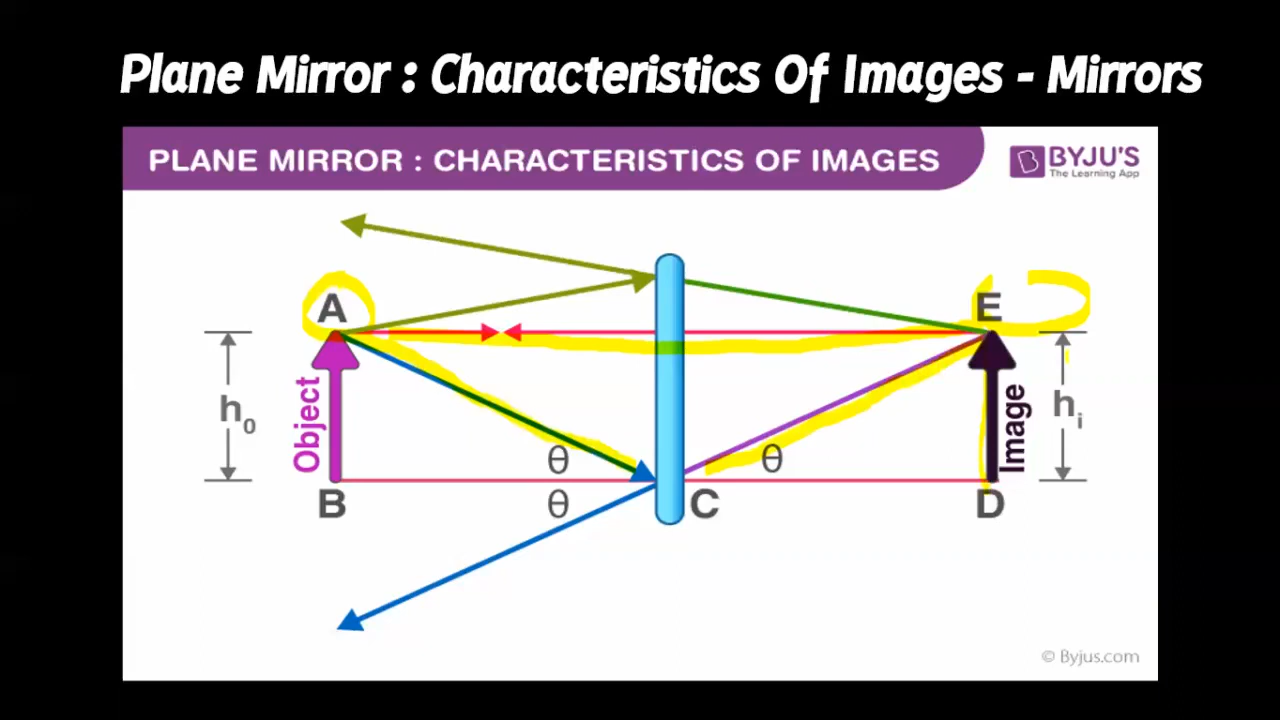 Plane Mirror : Characteristics Of Images - Mirrors
PLANE MIRROR : CHARACTERISTICS OF IMAGES
BYJU'S
The Learning App
A
E
h0
Object
hi
Image
θ
θ
B
θ
C
D
© Byjus.com